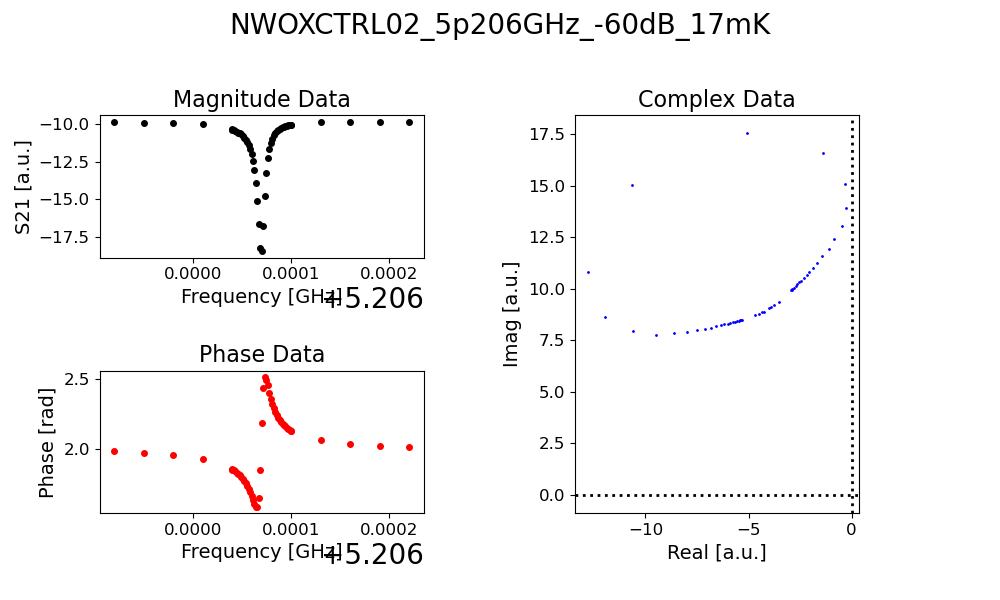 NWOXCTRL02_5p206GHz_-60dB_17mK
Magnitude Data
S21 [a.u.]
−10.0
−12.5
−15.0
−17.5
0.0000 0.0001 0.0002
Frequency [GHz]
+5.206
Phase Data
Phase [rad]
2.5
2.0
0.0000 0.0001 0.0002
Frequency [GHz]
+5.206
Complex Data
Imag [a.u.]
17.5
15.0
12.5
10.0
7.5
5.0
2.5
0.0
−10 −5 0
Real [a.u.]